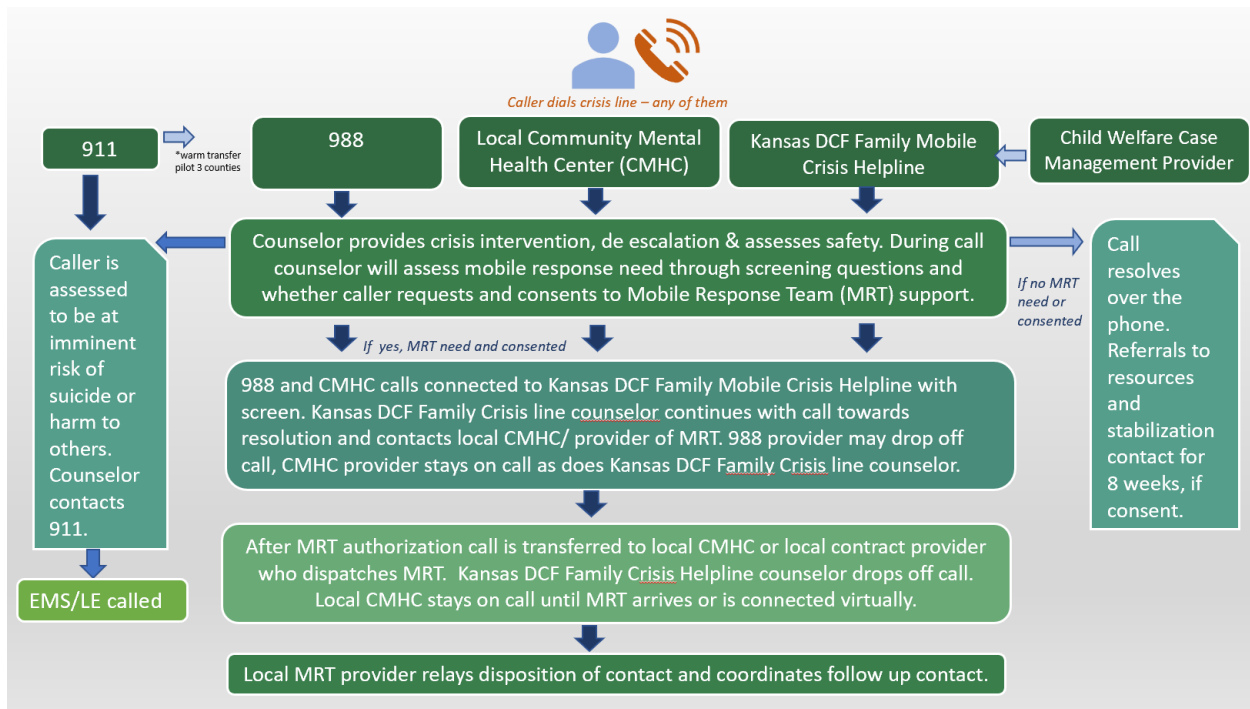 Caller dials crisis line – any of them
911
*warm transfer
pilot 3 counties
988
Local Community Mental
Health Center (CMHC)
Kansas DCF Family Mobile
Crisis Helpline
Child Welfare Case
Management Provider
Counselor provides crisis intervention, de escalation & assesses safety. During call
counselor will assess mobile response need through screening questions and
whether caller requests and consents to Mobile Response Team (MRT) support.
Caller is
assessed
to be at
imminent
risk of
suicide or
harm to
others.
Counselor
contacts
911.
EMS/LE called
If no MRT
need or
consented
Call
resolves
over the
phone.
Referrals to
resources
and
stabilization
contact for
8 weeks, if
consent.
If  yes, MRT need and consented
988 and CMHC calls connected to Kansas DCF Family Mobile Crisis Helpline with
screen. Kansas DCF Family Crisis line counselor continues with call towards
resolution and contacts local CMHC/ provider of MRT. 988 provider may drop off
call, CMHC provider stays on call as does Kansas DCF Family Crisis line counselor.
After MRT authorization call is transferred to local CMHC or local contract provider
who dispatches MRT.  Kansas DCF Family Crisis Helpline counselor drops off call.
Local CMHC stays on call until MRT arrives or is connected virtually.
Local MRT provider relays disposition of contact and coordinates follow up contact.